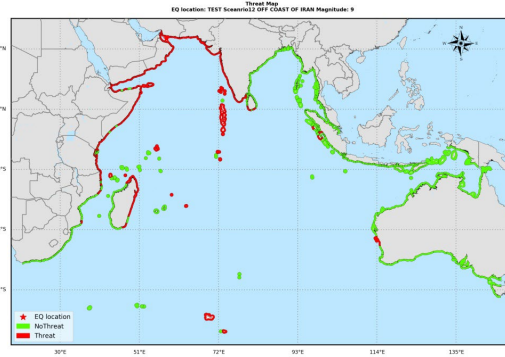 Threat Map
EQ location: TEST Sceanrio12 OFF COAST OF IRAN Magnitude: 9
N
W
E
S
°N
°N
°S
°S
°S
EQ location
NoThreat
Threat
30°E
51°E
72°E
93°E
114°E
135°E